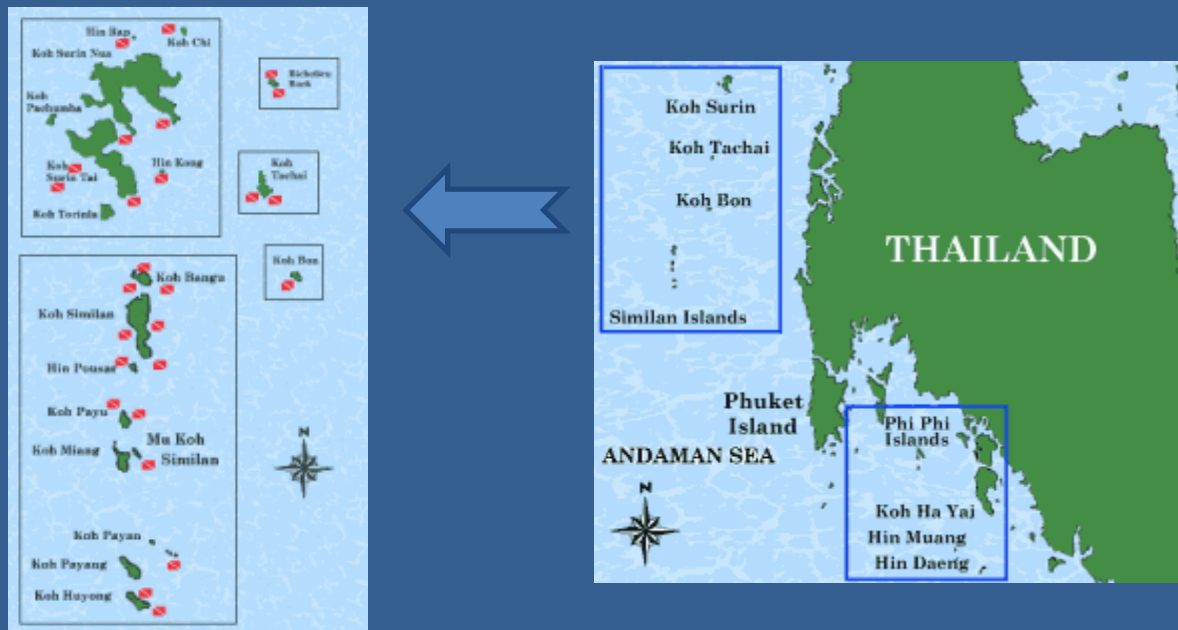 Hin Bap
Koh Chi
Koh Surin Nua
Richelieu
Rock
Koh
Pachumba
Koh
Surin Tai
Hin Kong
Koh
Tachai
Koh Torinla
Koh Bon
Koh Bangu
Koh Similan
Hin Pousar
Koh Payu
Koh Miang
Mu Koh
Similan
N
Koh Payan
Koh Payang
Koh Huyong
Koh Surin
Koh Tachai
Koh Bon
Similan Islands
THAILAND
Phuket
Island
ANDAMAN SEA
N
Phi Phi
Islands
Koh Ha Yai
Hin Muang
Hin Daeng